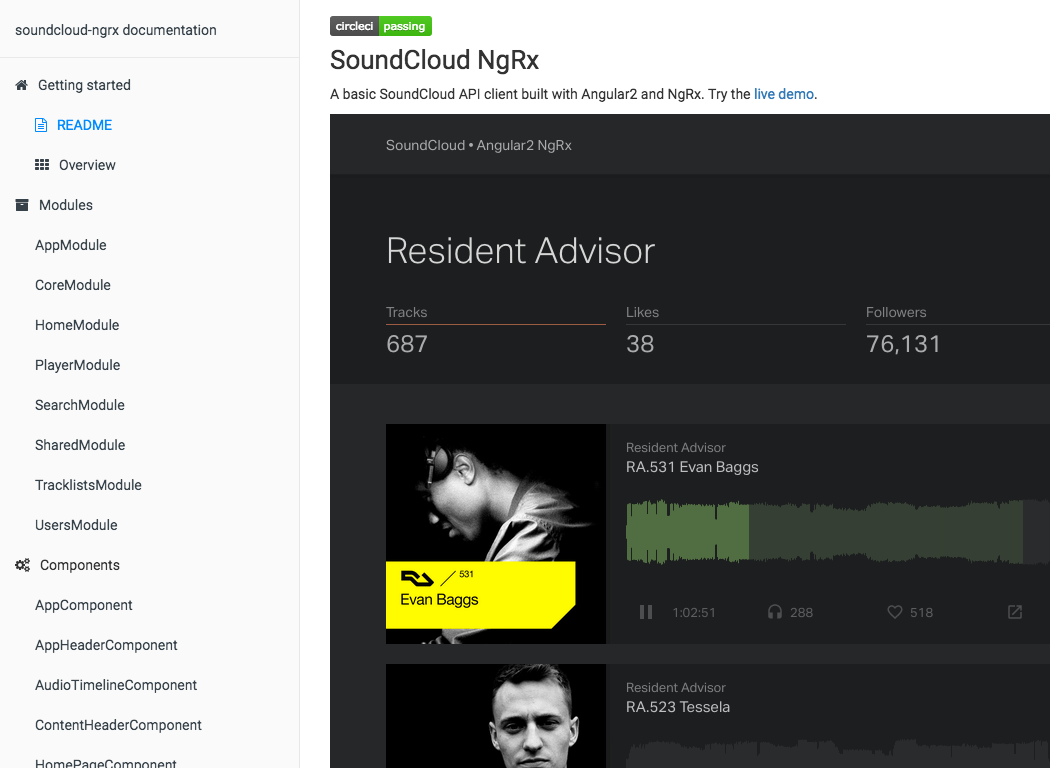 soundcloud-ngrx documentation
Getting started
README
Overview
Modules
AppModule
CoreModule
HomeModule
PlayerModule
SearchModule
SharedModule
TracklistsModule
UsersModule
Components
AppComponent
AppHeaderComponent
AudioTimelineComponent
ContentHeaderComponent
HomePageComponent
circleci passing
SoundCloud NgRx
A basic SoundCloud API client built with Angular2 and NgRx. Try the live demo.
SoundCloud • Angular2 NgRx
Resident Advisor
Tracks Likes Followers
687 38 76,131
531
Evan Baggs
Resident Advisor
RA.531 Evan Baggs
1:02:51 288 518
Resident Advisor
RA.523 Tessela